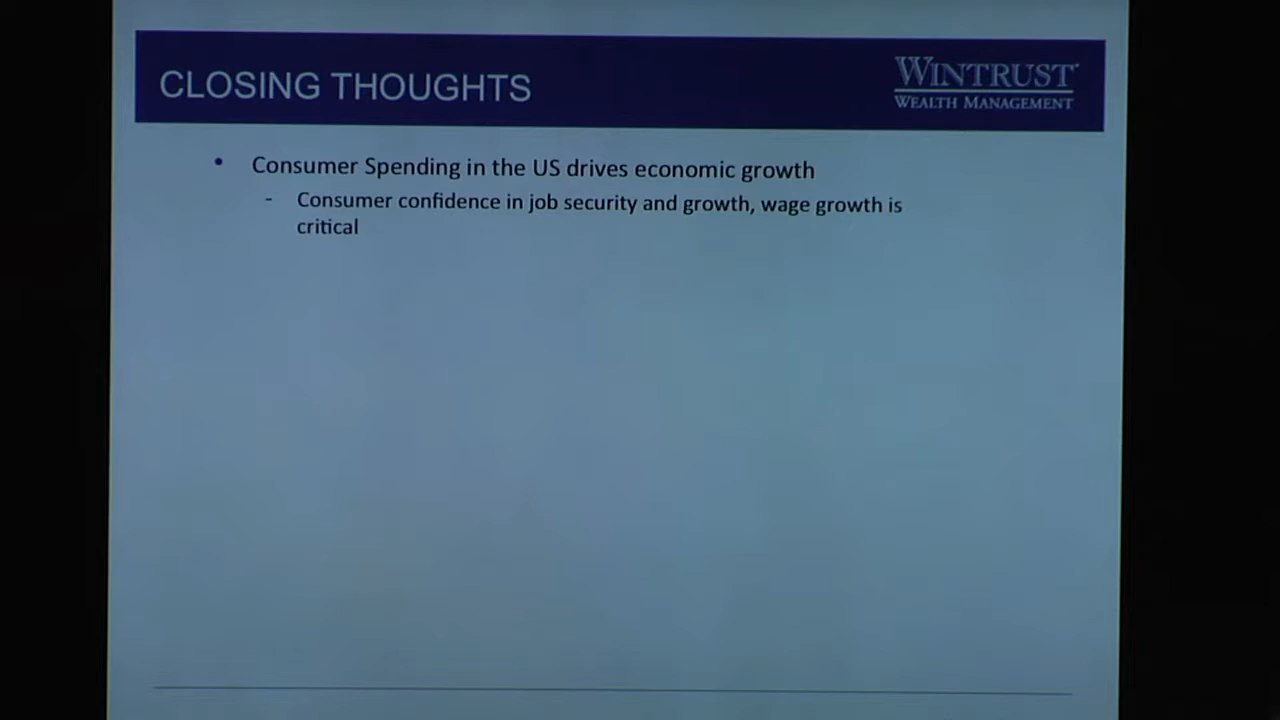 CLOSING THOUGHTS
WINTRUST
WEALTH MANAGEMENT
• Consumer Spending in the US drives economic growth
- Consumer confidence in job security and growth, wage growth is
critical